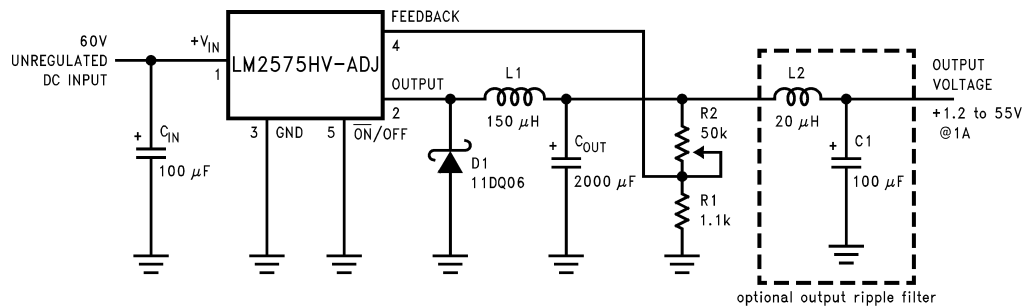 FEEDBACK
60V
UNREGULATED
DC INPUT
+VIN
1
LM2575HV-ADJ
4
OUTPUT
2
3
GND
5
ON/OFF
+
CIN
100 μF
D1
11DQ06
L1
150 μH
+
COUT
2000 μF
R2
50k
R1
1.1k
L2
20 μH
+
C1
100 μF
OUTPUT
VOLTAGE
+1.2 to 55V
@1A
optional output ripple filter